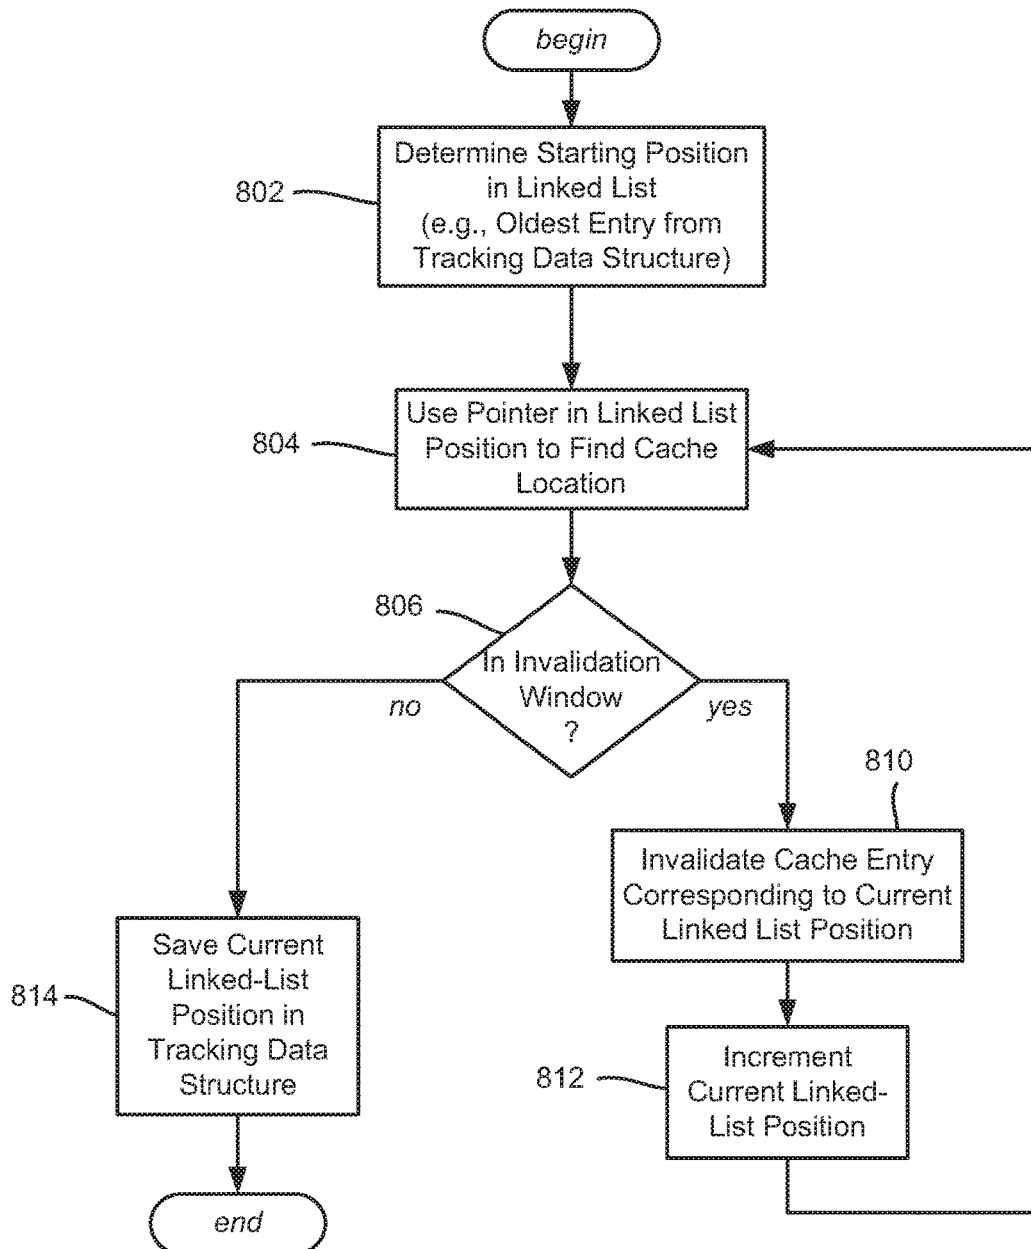 begin
802
Determine Starting Position
in Linked List
(e.g., Oldest Entry from
Tracking Data Structure)
804
Use Pointer in Linked List
Position to Find Cache
Location
806
In Invalidation
Window
?
no
yes
810
Invalidate Cache Entry
Corresponding to Current
Linked List Position
814
Save Current
Linked-List
Position in
Tracking Data
Structure
812
Increment
Current Linked-
List Position
end